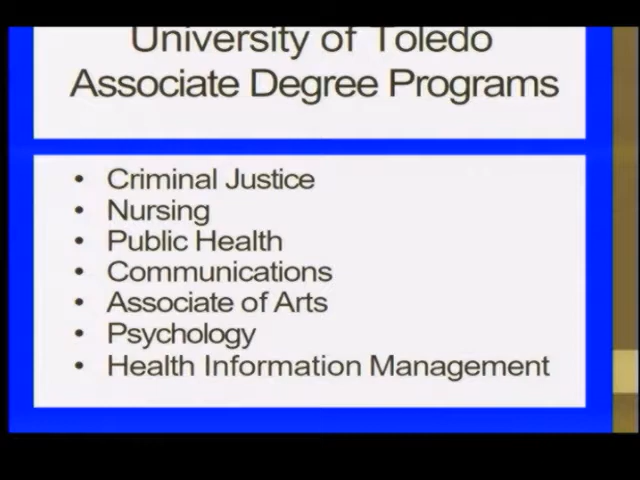 University of Toledo
Associate Degree Programs
• Criminal Justice
• Nursing
• Public Health
• Communications
• Associate of Arts
• Psychology
• Health Information Management